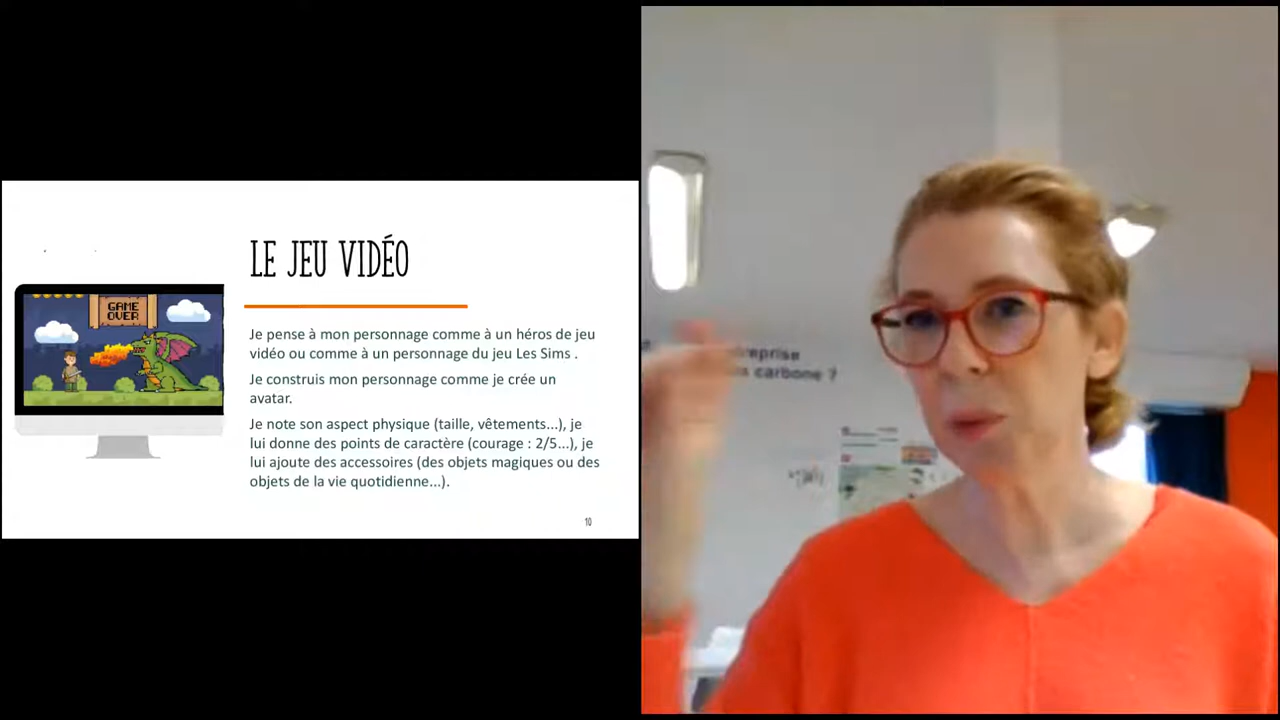 LE JEU VIDÉO
GAME
OVER
Je pense à mon personnage comme à un héros de jeu
vidéo ou comme à un personnage du jeu Les Sims .
Je construis mon personnage comme je crée un
avatar.
Je note son aspect physique (taille, vêtements...), je
lui donne des points de caractère (courage : 2/5...), je
lui ajoute des accessoires (des objets magiques ou des
objets de la vie quotidienne...).
10
carbone ?